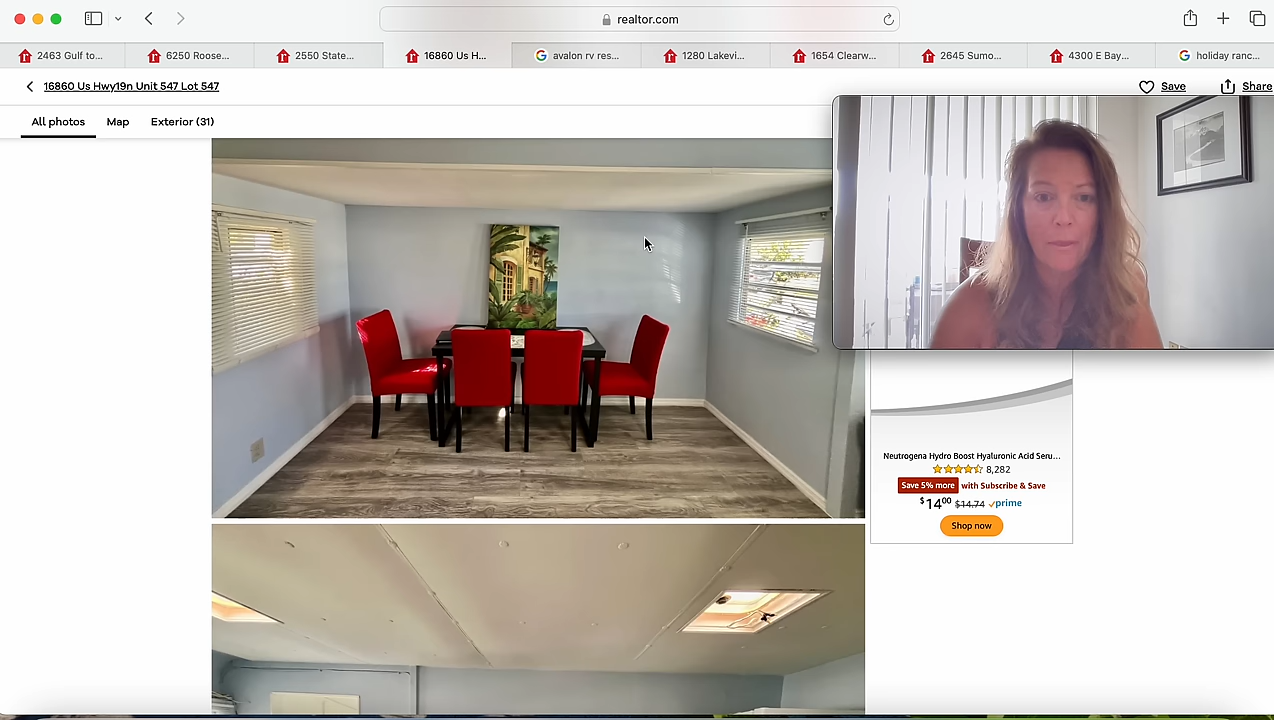 realtor.com
2463 Gulf to...
6250 Roose...
2550 State...
16860 Us H...
avalon rv res...
1280 Lakevi...
1654 Clearw...
2645 Sumo...
4300 E Bay...
holiday ranc...
16860 Us Hwy19n Unit 547 Lot 547
Save
Share
All photos
Map
Exterior (31)
Neutrogena Hydro Boost Hyaluronic Acid Seru...
8,282
Save 5% more with Subscribe & Save
$14.00 $14.74 prime
Shop now